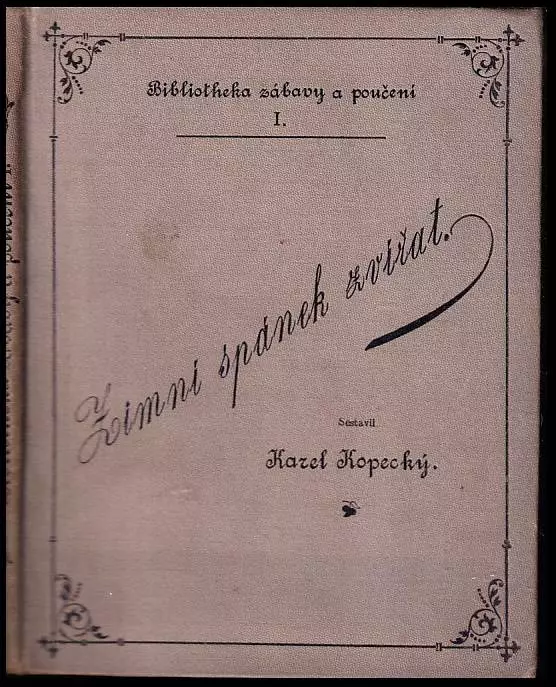 Bibliotheka zábavy a poučení
I.
Zimní spánek zvířat.
Sestavil
Karel Kopecký.